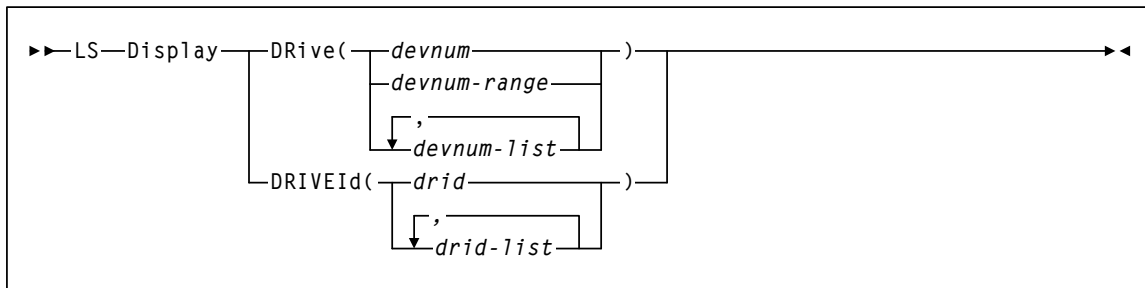 LS Display DRive( devnum )
devnum-range
,
devnum-list
DRIVEId( drid )
,
drid-list